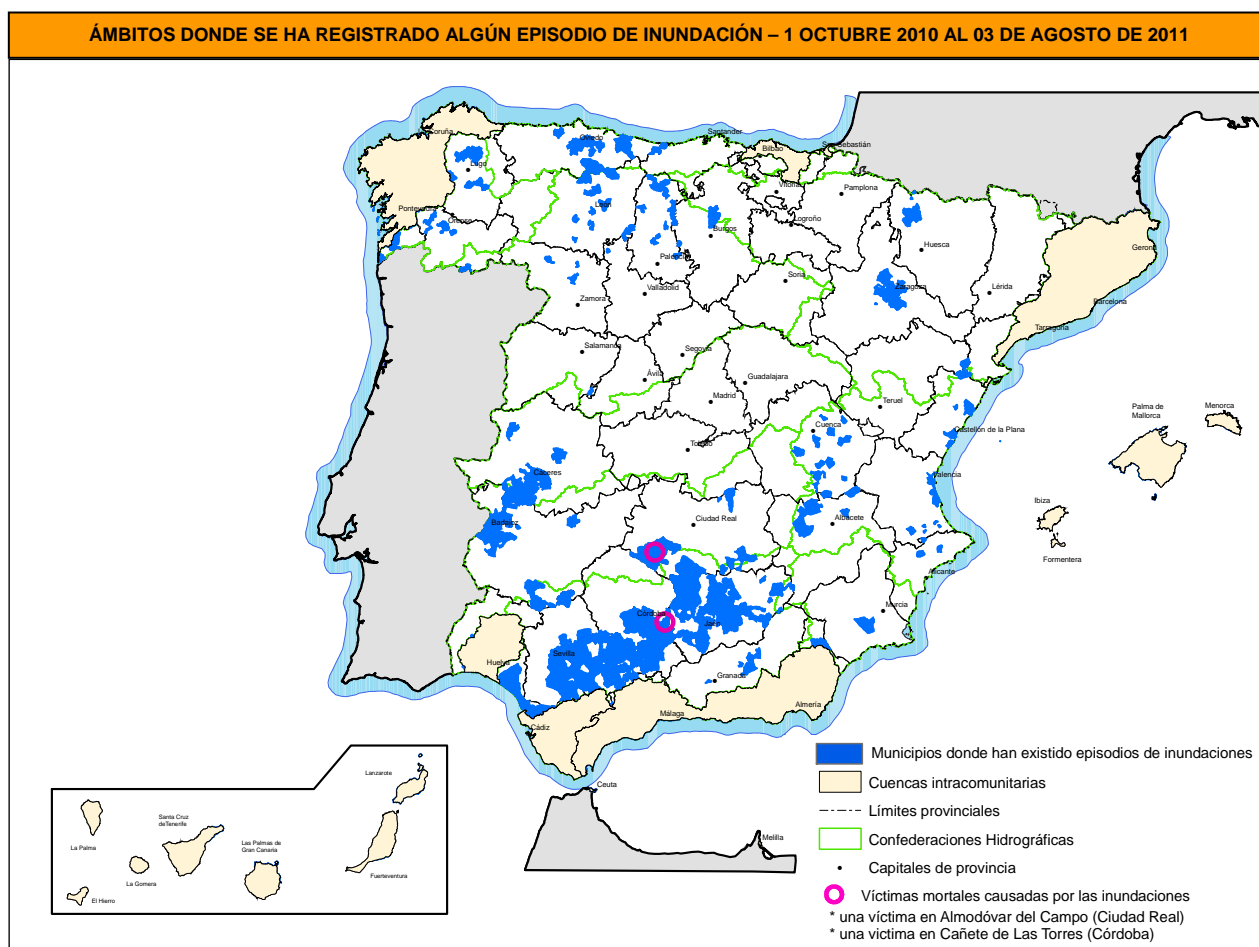 ÁMBITOS DONDE SE HA REGISTRADO ALGÚN EPISODIO DE INUNDACIÓN – 1 OCTUBRE 2010 AL 03 DE AGOSTO DE 2011
Coruña
Oviedo
Santander
Bilbao
San Sebastián
Lugo
Vitoria
Pamplona
Pontevedra
Orense
León
Logroño
Burgos
Huesca
Gerona
Palencia
Soria
Zaragoza
Lérida
Zamora
Valladolid
Barcelona
Tarragona
Salamanca
Segovia
Ávila
Guadalajara
Madrid
Teruel
Palma de
Mallorca
Menorca
Cuenca
Castellón de la Plana
Toledo
Cáceres
Valencia
Ibiza
Badajoz
Ciudad Real
Albacete
Formentera
Alicante
Córdoba
Jaén
Murcia
Sevilla
Huelva
Granada
Almería
Málaga
Cádiz
Ceuta
Melilla
Lanzarote
Santa Cruz
deTenerife
Las Palmas de
Gran Canaria
La Palma
La Gomera
Fuerteventura
El Hierro
Municipios donde han existido episodios de inundaciones
Cuencas intracomunitarias
Límites provinciales
Confederaciones Hidrográficas
Capitales de provincia
Víctimas mortales causadas por las inundaciones
* una víctima en Almodóvar del Campo (Ciudad Real)
* una victima en Cañete de Las Torres (Córdoba)